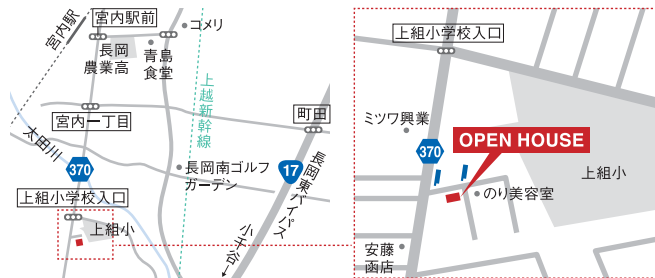 宮内駅
宮内駅前
コメリ
長岡
農業高
青島
食堂
上越新幹線
宮内一丁目
町田
太田川
370
長岡南ゴルフ
ガーデン
17
長岡東バイパス
上組小学校入口
上組小
小千谷
上組小学校入口
ミツワ興業
OPEN HOUSE
370
上組小
のり美容室
安藤
函店